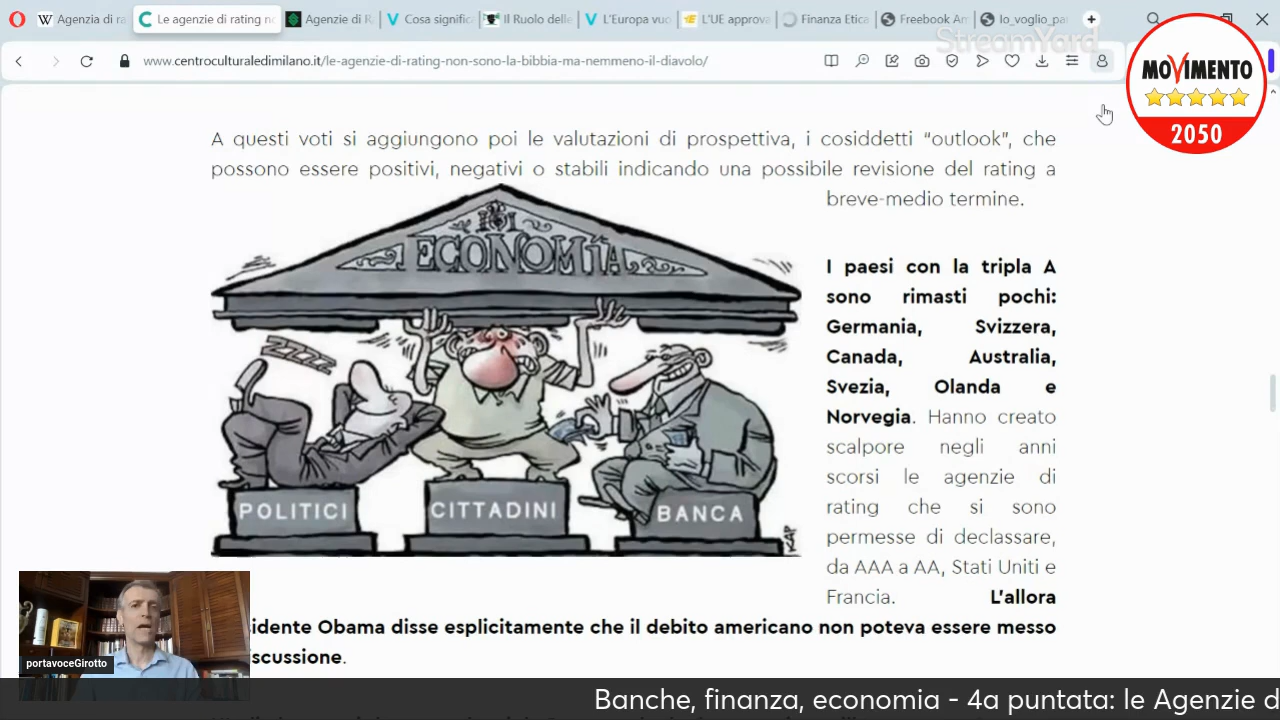 Agenzie di ra
Le agenzie di rating no
Agenzie di R
Cosa signific
Il Ruolo delle
L'Europa vuo
L'UE approva
Finanza Etica
Freebook Am
StreamYard
www.centroculturaledimilano.it/le-agenzie-di-rating-non-sono-la-bibbia-ma-nemmeno-il-diavolo/
MOVIMENTO
2050
A questi voti si aggiungono poi le valutazioni di prospettiva, i cosiddetti “outlook”, che
possono essere positivi, negativi o stabili indicando una possibile revisione del rating a
breve-medio termine.
ECONOMíA
POLITICI
CITTADINI
BANCA
KAP
I paesi con la tripla A
sono rimasti pochi:
Germania, Svizzera,
Canada, Australia,
Svezia, Olanda e
Norvegia. Hanno creato
scalpore negli anni
scorsi le agenzie di
rating che si sono
permesse di declassare,
da AAA a AA, Stati Uniti e
Francia. L'allora
idente Obama disse esplicitamente che il debito americano non poteva essere messo
scussione.
portavoceGirotto
Banche, finanza, economia - 4a puntata: le Agenzie d